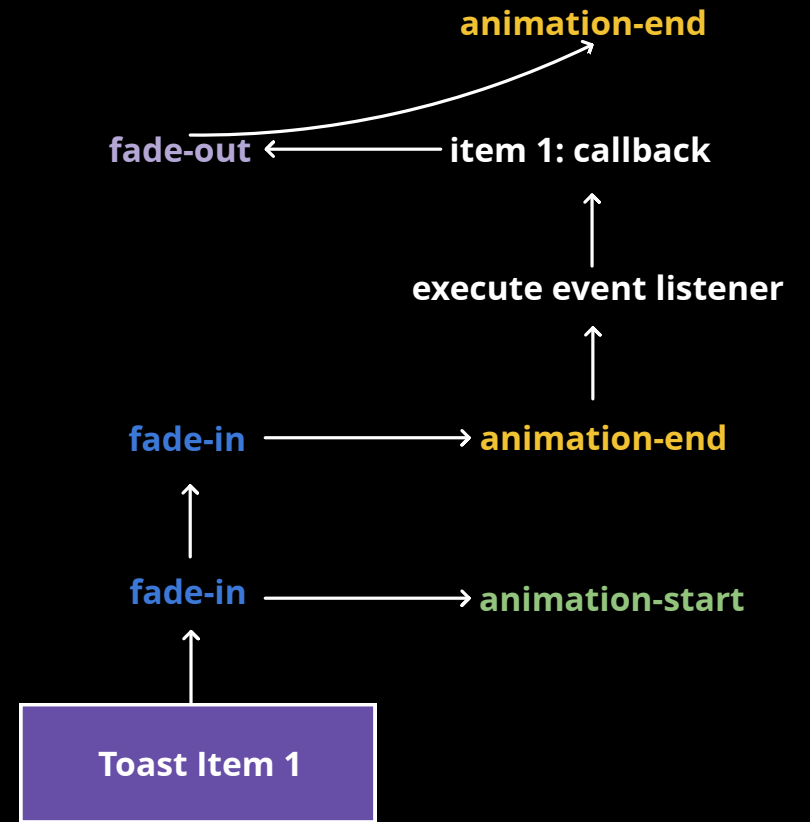 animation-end
fade-out
item 1: callback
execute event listener
fade-in
animation-end
fade-in
animation-start
Toast Item 1